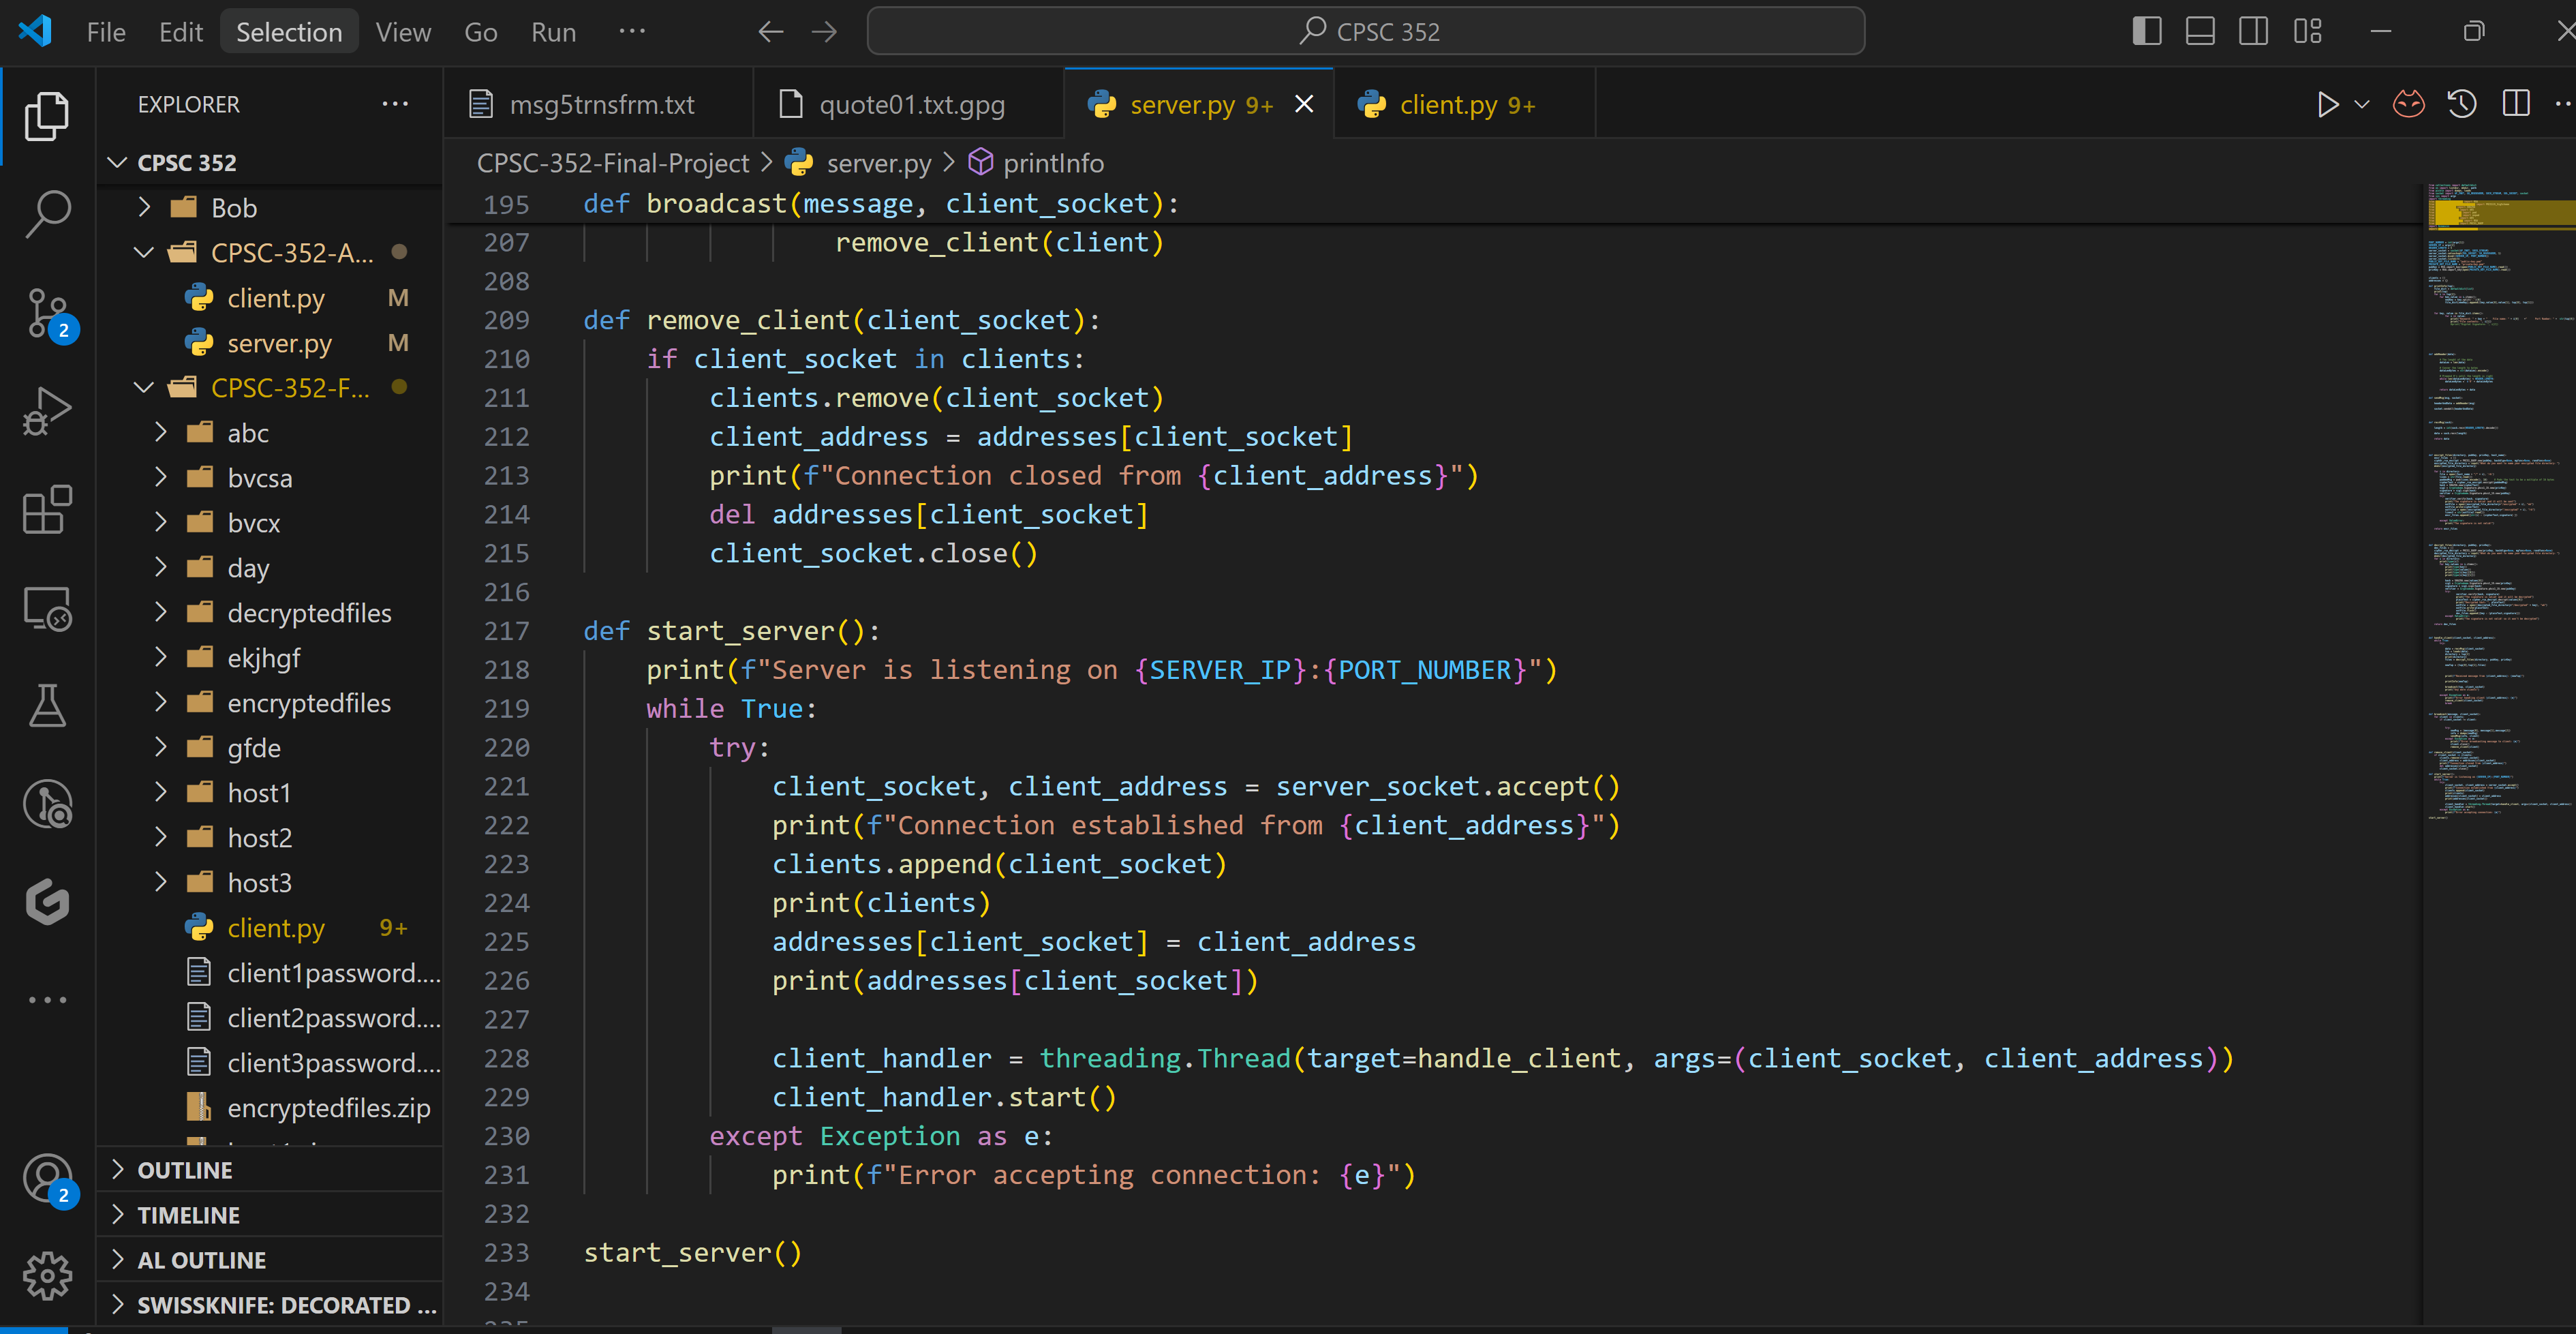 File Edit Selection View Go Run ··· CPSC 352
EXPLORER ···
CPSC 352
Bob
CPSC-352-A...
client.py M
server.py M
CPSC-352-F...
abc
bvcsa
bvcx
day
decryptedfiles
ekjhgf
encryptedfiles
gfde
host1
host2
host3
client.py 9+
client1password....
client2password....
client3password....
encryptedfiles.zip
OUTLINE
TIMELINE
AL OUTLINE
SWISSKNIFE: DECORATED ...
2
2
msg5trnsfrm.txt quote01.txt.gpg server.py 9+ client.py 9+
CPSC-352-Final-Project > server.py > printInfo
195 def broadcast(message, client_socket):
207 remove_client(client)
208
209 def remove_client(client_socket):
210 if client_socket in clients:
211 clients.remove(client_socket)
212 client_address = addresses[client_socket]
213 print(f"Connection closed from {client_address}")
214 del addresses[client_socket]
215 client_socket.close()
216
217 def start_server():
218 print(f"Server is listening on {SERVER_IP}:{PORT_NUMBER}")
219 while True:
220 try:
221 client_socket, client_address = server_socket.accept()
222 print(f"Connection established from {client_address}")
223 clients.append(client_socket)
224 print(clients)
225 addresses[client_socket] = client_address
226 print(addresses[client_socket])
227
228 client_handler = threading.Thread(target=handle_client, args=(client_socket, client_address))
229 client_handler.start()
230 except Exception as e:
231 print(f"Error accepting connection: {e}")
232
233 start_server()
234